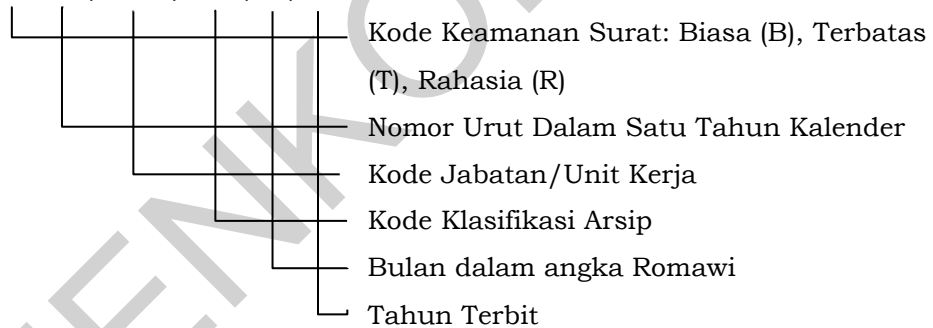 Kode Keamanan Surat: Biasa (B), Terbatas
(T), Rahasia (R)
Nomor Urut Dalam Satu Tahun Kalender
Kode Jabatan/Unit Kerja
Kode Klasifikasi Arsip
Bulan dalam angka Romawi
Tahun Terbit